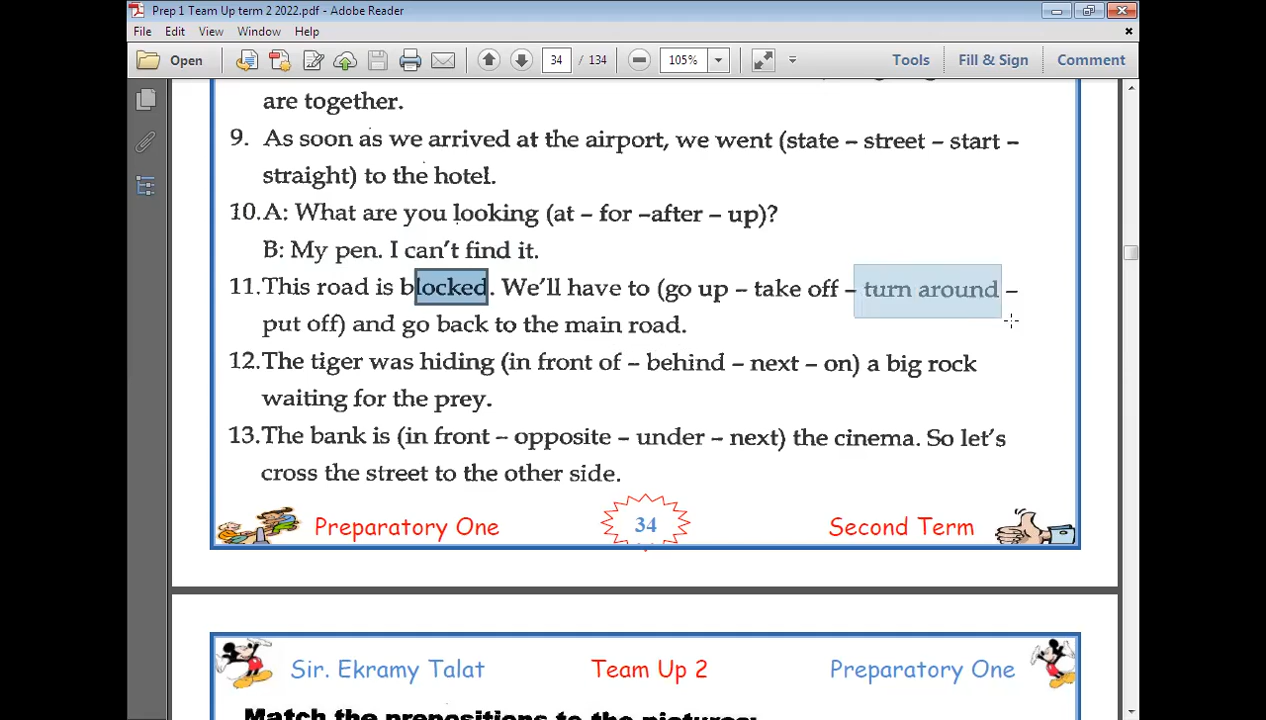 Prep 1 Team Up term 2 2022.pdf - Adobe Reader
File Edit View Window Help
Open 34 / 134 105% Tools Fill & Sign Comment
are together.
9. As soon as we arrived at the airport, we went (state – street – start –
straight) to the hotel.
10.A: What are you looking (at – for –after – up)?
B: My pen. I can't find it.
11.This road is blocked. We'll have to (go up – take off – turn around –
put off) and go back to the main road.
12.The tiger was hiding (in front of – behind – next – on) a big rock
waiting for the prey.
13.The bank is (in front – opposite – under – next) the cinema. So let's
cross the street to the other side.
Preparatory One 34 Second Term
Sir. Ekramy Talat Team Up 2 Preparatory One
Match the prepositions to the pictures: